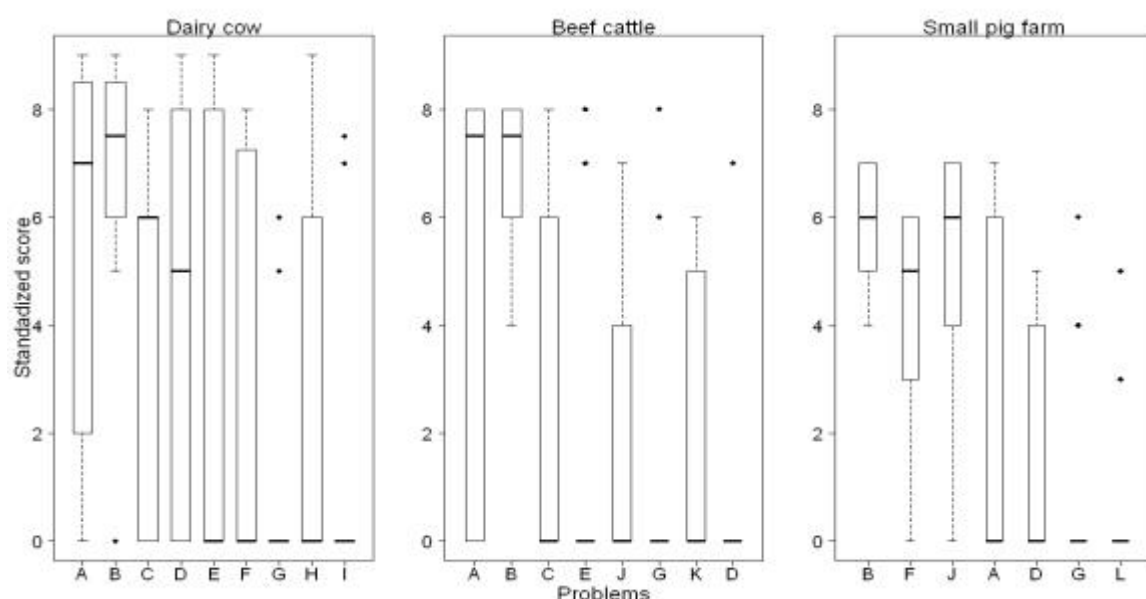 Dairy cow
Beef cattle
Small pig farm
Standadized score
8
6
4
2
0
A B C D E F G H I
8
6
4
2
0
A B C E J G K D
8
6
4
2
0
B F J A D G L
Problems